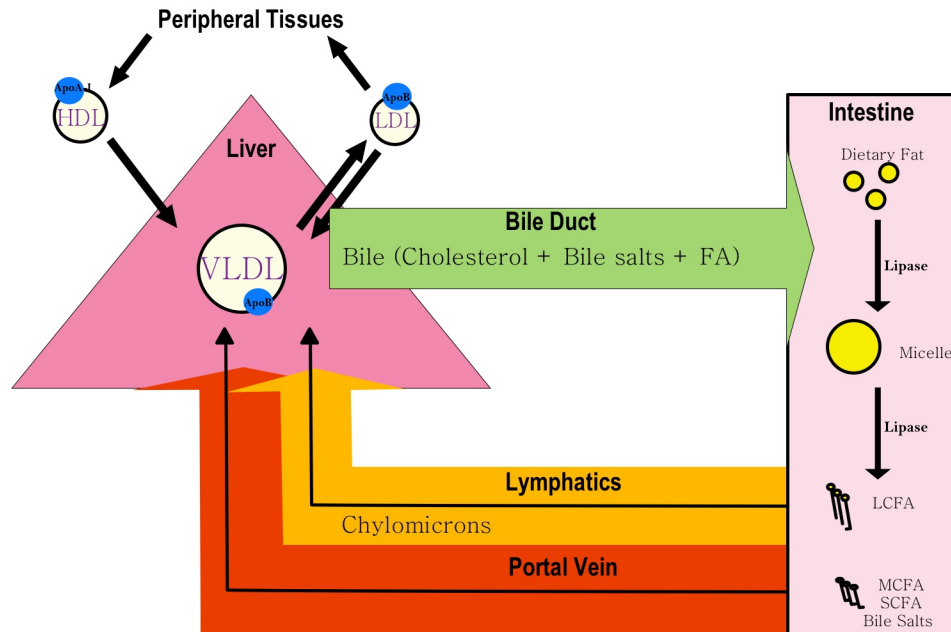 Peripheral Tissues
ApoA-1
HDL
ApoB
LDL
Liver
VLDL
ApoB
Bile Duct
Bile (Cholesterol + Bile salts + FA)
Intestine
Dietary Fat
Lipase
Micelle
Lipase
LCFA
MCFA
SCFA
Bile Salts
Lymphatics
Chylomicrons
Portal Vein